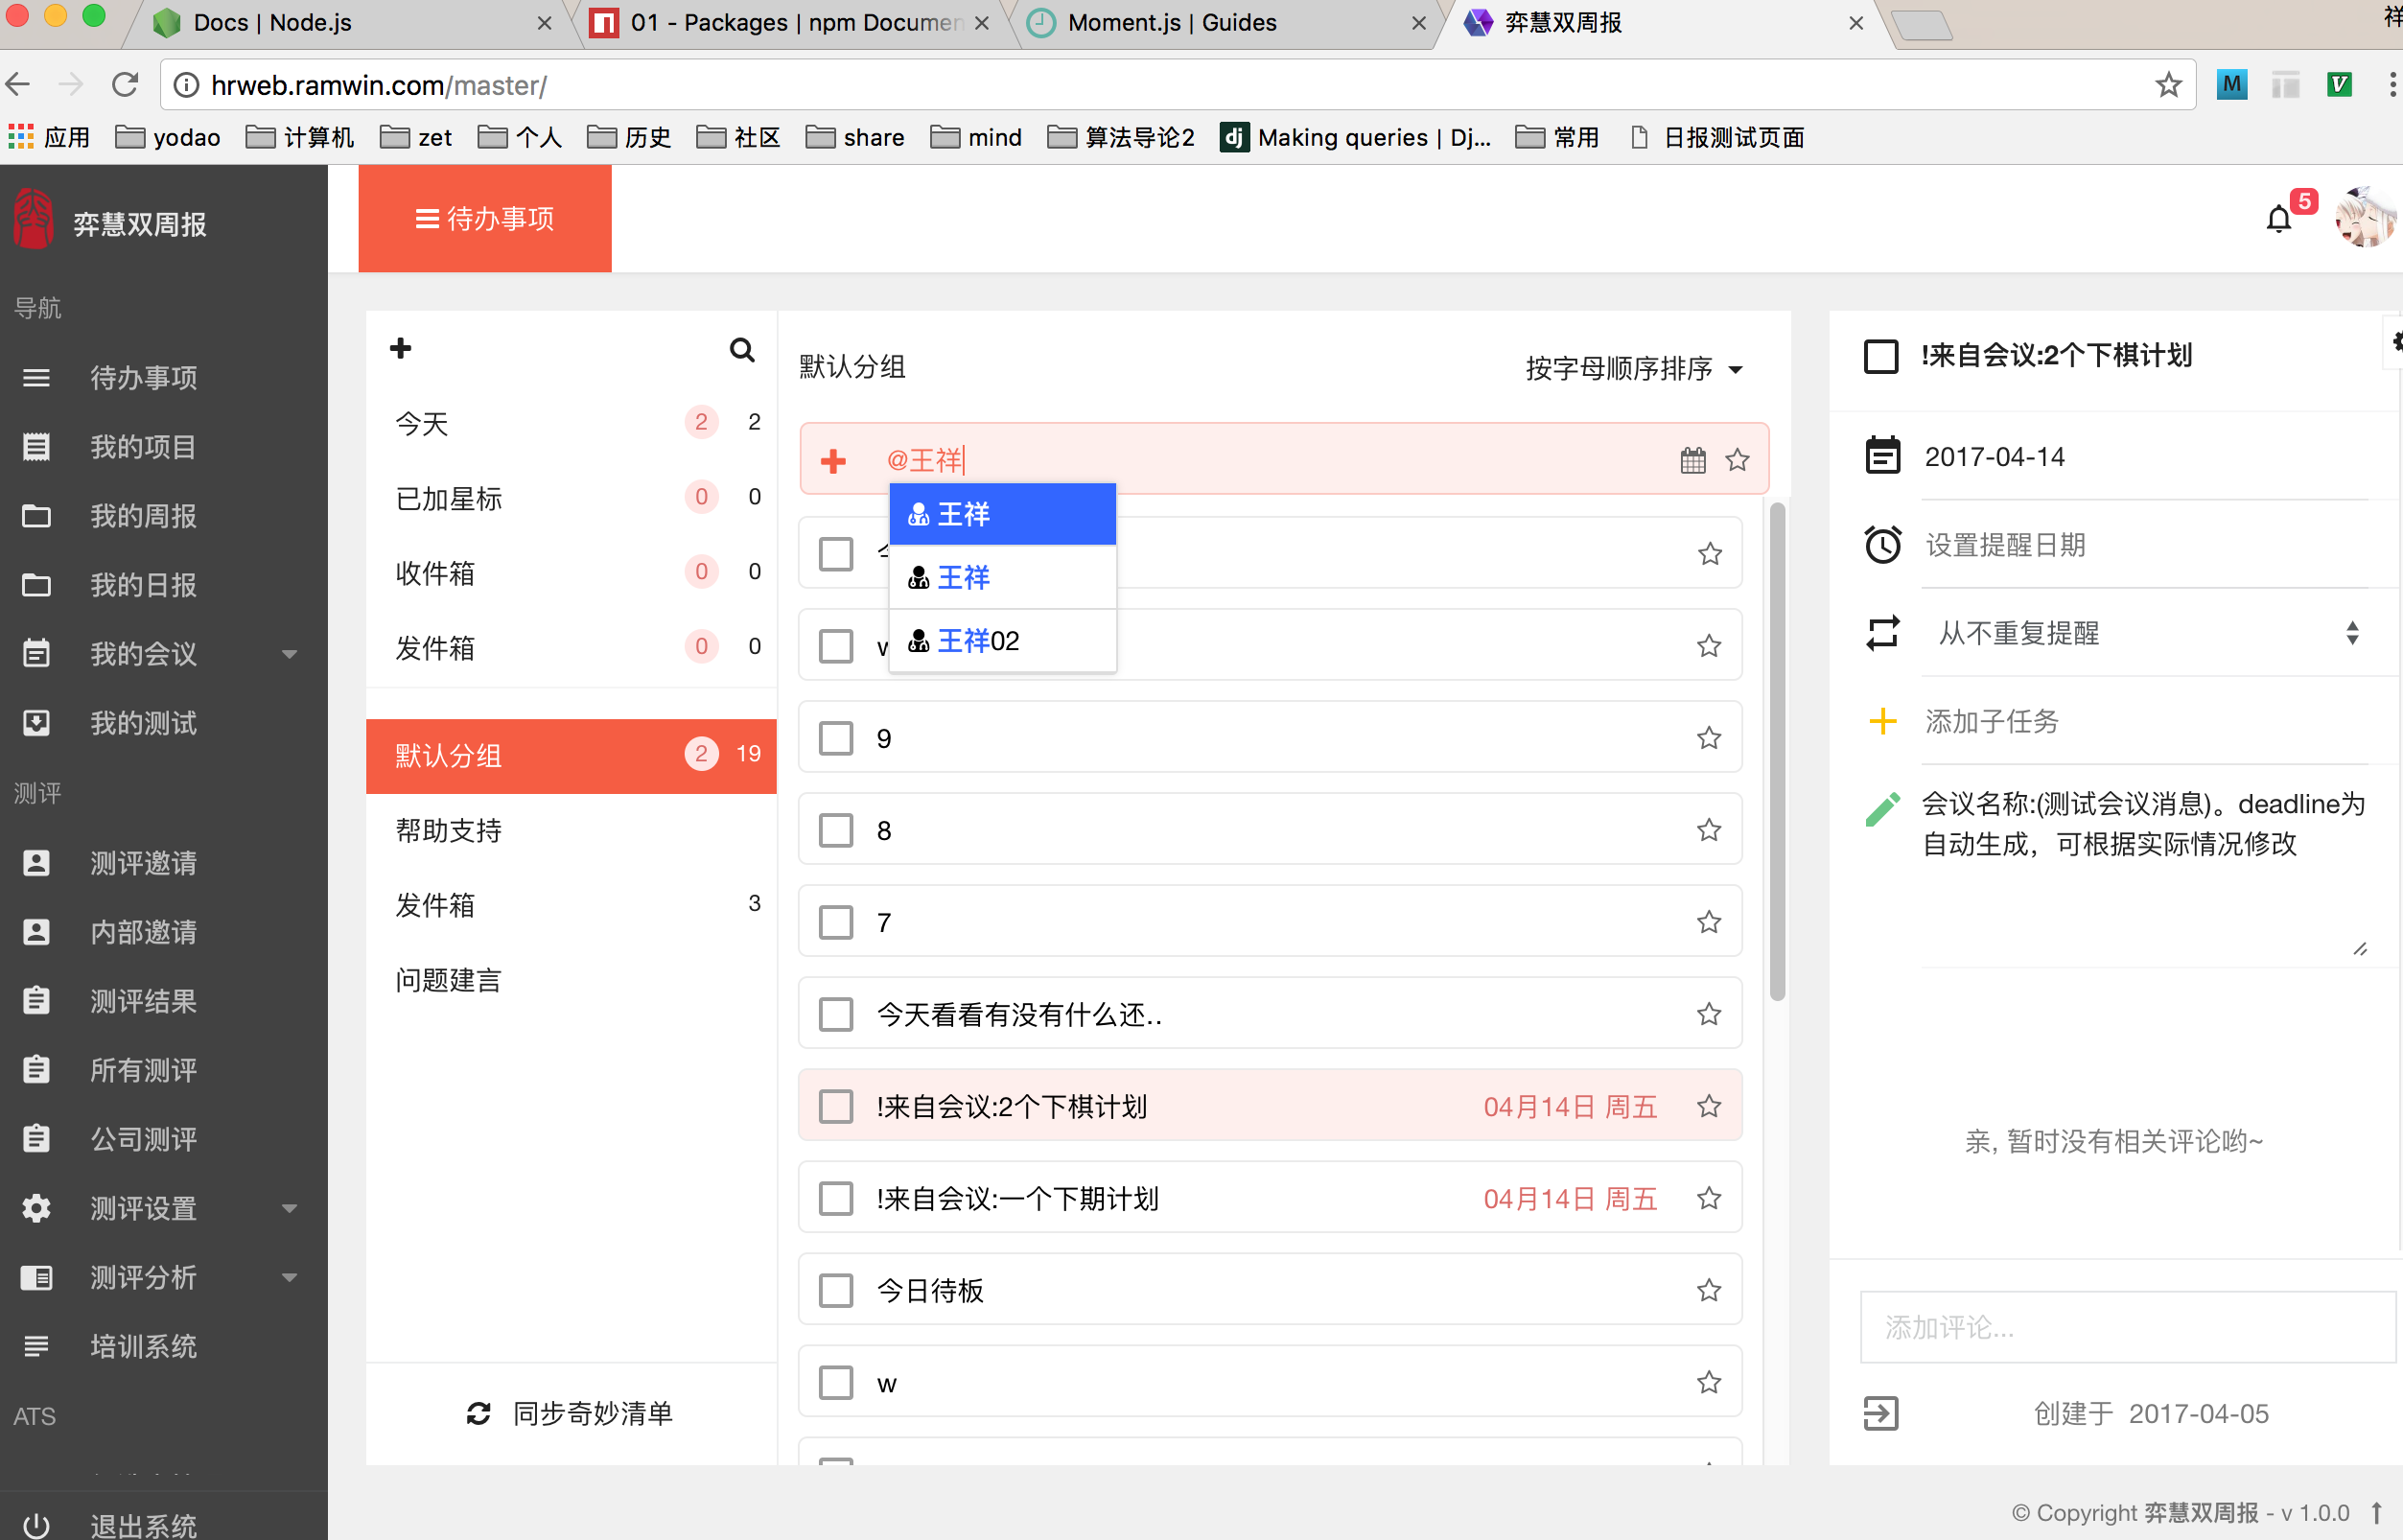 Docs | Node.js
01 - Packages | npm Documen
Moment.js | Guides
弈慧双周报
祥
hrweb.ramwin.com/master/
M
V
应用
yodao
计算机
zet
个人
历史
社区
share
mind
算法导论2
dj
Making queries | Dj...
常用
日报测试页面
弈慧双周报
待办事项
5
导航
待办事项
我的项目
我的周报
我的日报
我的会议
我的测试
测评
测评邀请
内部邀请
测评结果
所有测评
公司测评
测评设置
测评分析
培训系统
ATS
退出系统
今天 2 2
已加星标 0 0
收件箱 0 0
发件箱 0 0
默认分组 2 19
帮助支持
发件箱 3
问题建言
同步奇妙清单
默认分组
按字母顺序排序
@王祥
王祥
王祥
王祥02
9
8
7
今天看看有没有什么还..
!来自会议:2个下棋计划 04月14日 周五
!来自会议:一个下期计划 04月14日 周五
今日待板
w
!来自会议:2个下棋计划
2017-04-14
设置提醒日期
从不重复提醒
添加子任务
会议名称:(测试会议消息)。deadline为
自动生成，可根据实际情况修改
亲, 暂时没有相关评论哟~
添加评论...
创建于 2017-04-05
© Copyright 弈慧双周报 - v 1.0.0